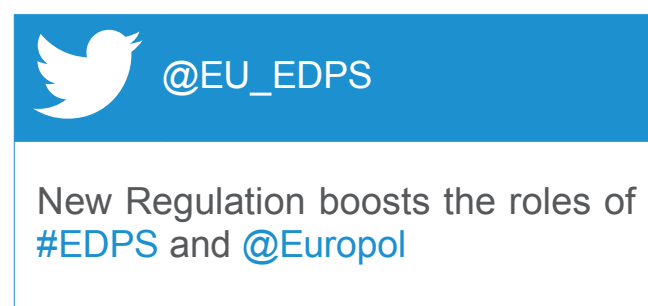 @EU_EDPS
New Regulation boosts the roles of
#EDPS and @Europol